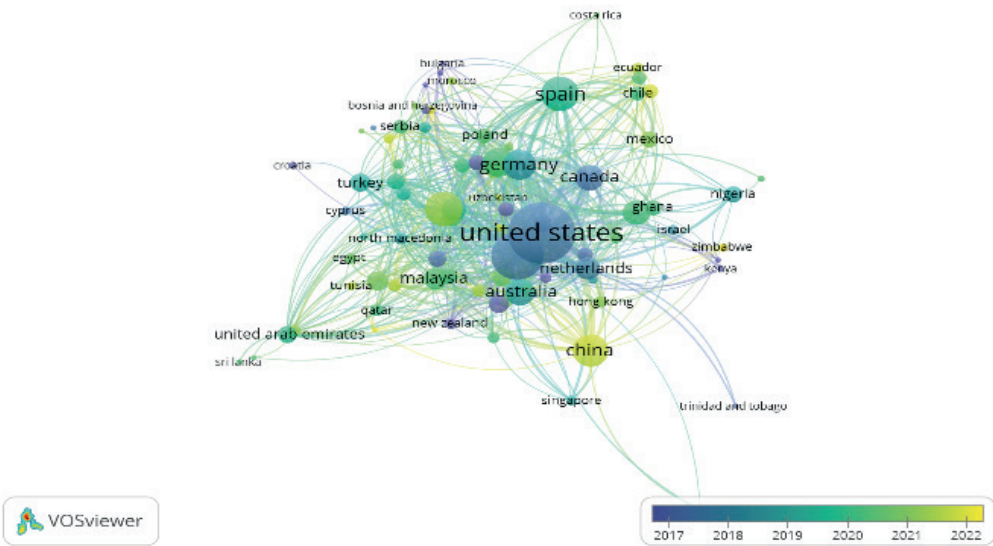 costa rica
bulgaria
ecuador
morocco
spain
chile
bosnia and herzegovina
serbia
poland
mexico
croatia
germany
turkey
canada
uzbekistan
nigeria
cyprus
ghana
united states
israel
north macedonia
zimbabwe
egypt
netherlands
kenya
malaysia
tunisia
australia
hong kong
qatar
new zealand
united arab emirates
china
sri lanka
singapore
trinidad and tobago
VOSviewer
2017 2018 2019 2020 2021 2022